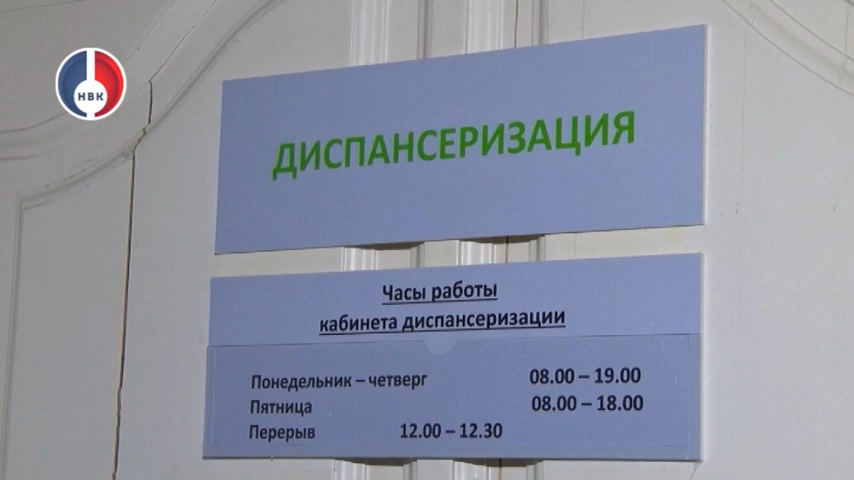 НВК
ДИСПАНСЕРИЗАЦИЯ
Часы работы
кабинета диспансеризации
Понедельник – четверг 08.00 – 19.00
Пятница 08.00 – 18.00
Перерыв 12.00 – 12.30